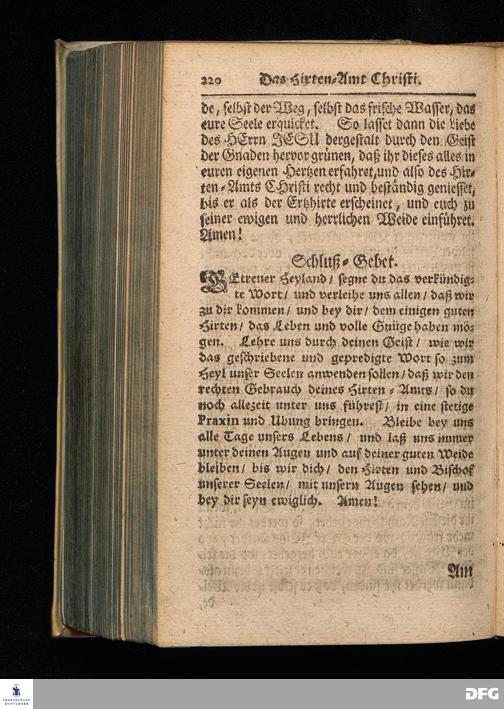 220 Das Hirten-Amt Christi.
de, selbst der Weg, selbst das frische Wasser, das
eure Seele erquicket. So lasset dann die Liebe
des HErrn JESU dergestalt durch den Geist
der Gnaden hervor grünen, daß ihr dieses alles in
euren eigenen Hertzen erfahret, und also des Hir-
ten-Amts CHristi recht und beständig geniesset,
bis er als der Ertzhirte erscheinet, und euch zu
seiner ewigen und herrlichen Weide einführet.
Amen!
Schluß-Gebet.
GEtreuer Heyland / segne du das verkündig-
te Wort / und verleihe uns allen / daß wir
zu dir kommen / und bey dir / dem einigen guten
Hirten / das Leben und volle Gnüge haben mö-
gen. Lehre uns durch deinen Geist / wie wir
das geschriebene und gepredigte Wort so zum
Heyl unser Seelen anwenden sollen / daß wir den
rechten Gebrauch deines Hirten-Amts / so du
noch allezeit unter uns führest / in eine stetige
Praxin und Ubung bringen. Bleibe bey uns
alle Tage unsers Lebens / und laß uns immer
unter deinen Augen und auf deiner guten Weide
bleiben / bis wir dich / den Hirten und Bischof
unserer Seelen / mit unsern Augen sehen / und
bey dir seyn ewiglich. Amen!
Am
FRANCKESCHE
STIFTUNGEN
DFG